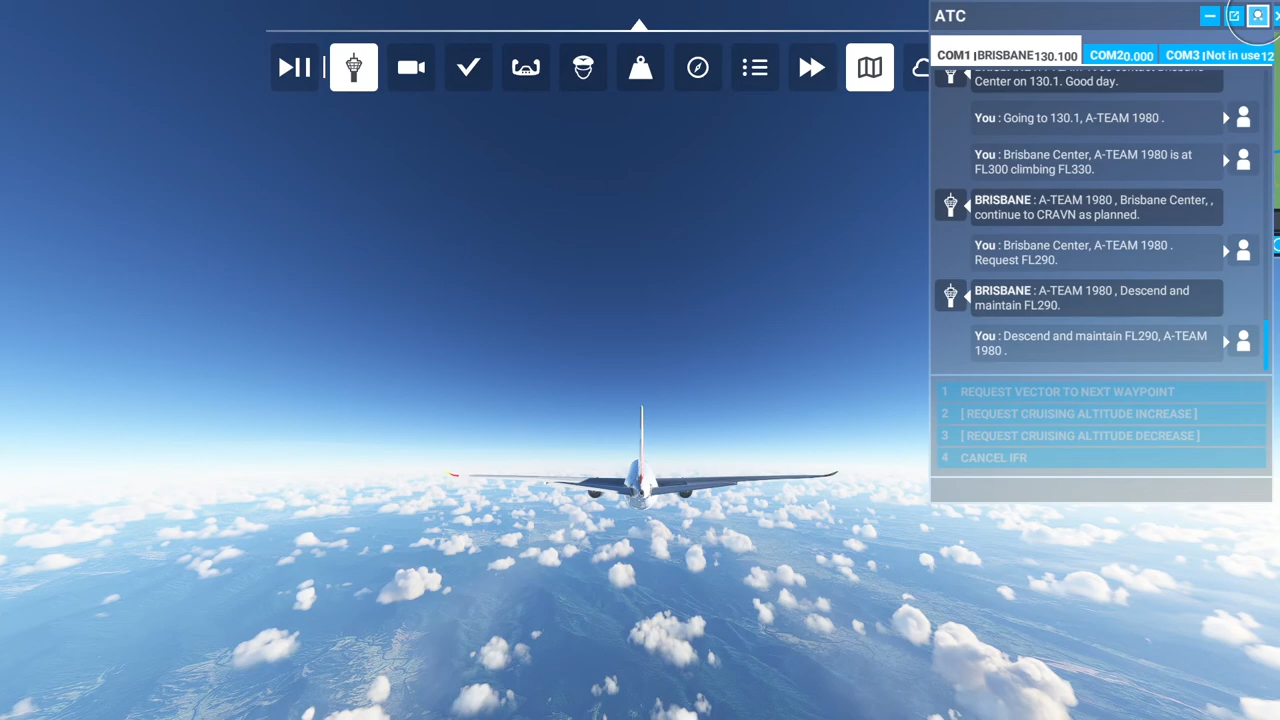 ATC
COM1 |BRISBANE 130.100
COM2 0.000
COM3 |Not in use 12
Center on 130.1. Good day.
You : Going to 130.1, A-TEAM 1980 .
You : Brisbane Center, A-TEAM 1980 is at
FL300 climbing FL330.
BRISBANE : A-TEAM 1980 , Brisbane Center, ,
continue to CRAVN as planned.
You : Brisbane Center, A-TEAM 1980 .
Request FL290.
BRISBANE : A-TEAM 1980 , Descend and
maintain FL290.
You : Descend and maintain FL290, A-TEAM
1980 .
1 REQUEST VECTOR TO NEXT WAYPOINT
2 [ REQUEST CRUISING ALTITUDE INCREASE ]
3 [ REQUEST CRUISING ALTITUDE DECREASE ]
4 CANCEL IFR